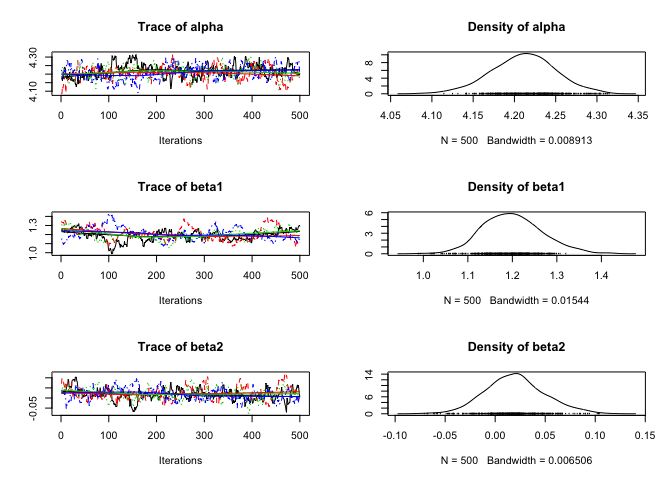 Trace of alpha
4.10 4.30
0 100 200 300 400 500
Iterations
Density of alpha
0 4 8
4.05 4.10 4.15 4.20 4.25 4.30 4.35
N = 500 Bandwidth = 0.008913
Trace of beta1
1.0 1.3
0 100 200 300 400 500
Iterations
Density of beta1
0 3 6
1.0 1.1 1.2 1.3 1.4
N = 500 Bandwidth = 0.01544
Trace of beta2
-0.05
0 100 200 300 400 500
Iterations
Density of beta2
0 4 8 14
-0.10 -0.05 0.00 0.05 0.10 0.15
N = 500 Bandwidth = 0.006506